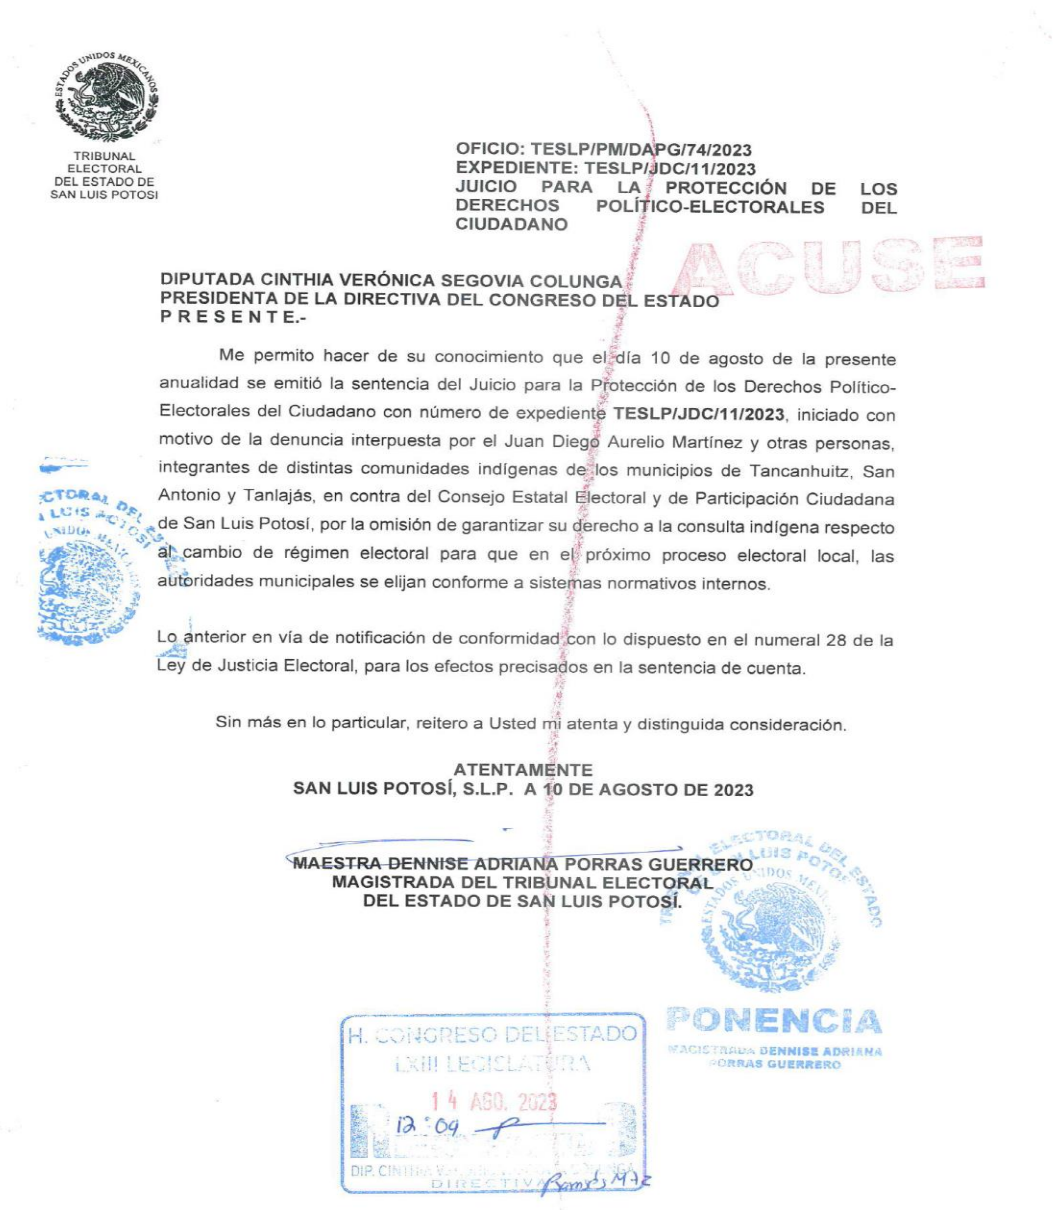 ESTADOS UNIDOS MEXICANOS
TRIBUNAL
ELECTORAL
DEL ESTADO DE
SAN LUIS POTOSI
OFICIO: TESLP/PM/DAPG/74/2023
EXPEDIENTE: TESLP/JDC/11/2023
JUICIO PARA LA PROTECCIÓN DE LOS
DERECHOS POLÍTICO-ELECTORALES DEL
CIUDADANO
ACUSE
DIPUTADA CINTHIA VERÓNICA SEGOVIA COLUNGA
PRESIDENTA DE LA DIRECTIVA DEL CONGRESO DEL ESTADO
P R E S E N T E.-
Me permito hacer de su conocimiento que el día 10 de agosto de la presente
anualidad se emitió la sentencia del Juicio para la Protección de los Derechos Político-
Electorales del Ciudadano con número de expediente TESLP/JDC/11/2023, iniciado con
motivo de la denuncia interpuesta por el Juan Diego Aurelio Martínez y otras personas,
integrantes de distintas comunidades indígenas de los municipios de Tancanhuitz, San
Antonio y Tanlajás, en contra del Consejo Estatal Electoral y de Participación Ciudadana
de San Luis Potosí, por la omisión de garantizar su derecho a la consulta indígena respecto
al cambio de régimen electoral para que en el próximo proceso electoral local, las
autoridades municipales se elijan conforme a sistemas normativos internos.
Lo anterior en vía de notificación de conformidad con lo dispuesto en el numeral 28 de la
Ley de Justicia Electoral, para los efectos precisados en la sentencia de cuenta.
Sin más en lo particular, reitero a Usted mi atenta y distinguida consideración.
ATENTAMENTE
SAN LUIS POTOSÍ, S.L.P. A 10 DE AGOSTO DE 2023
MAESTRA DENNISE ADRIANA PORRAS GUERRERO
MAGISTRADA DEL TRIBUNAL ELECTORAL
DEL ESTADO DE SAN LUIS POTOSÍ.
PONENCIA
MAGISTRADA DENNISE ADRIANA
PORRAS GUERRERO
H. CONGRESO DEL ESTADO
LXIII LEGISLATURA
14 AGO. 2023
12:09
DIP. CINTHIA
DIRECTIVA